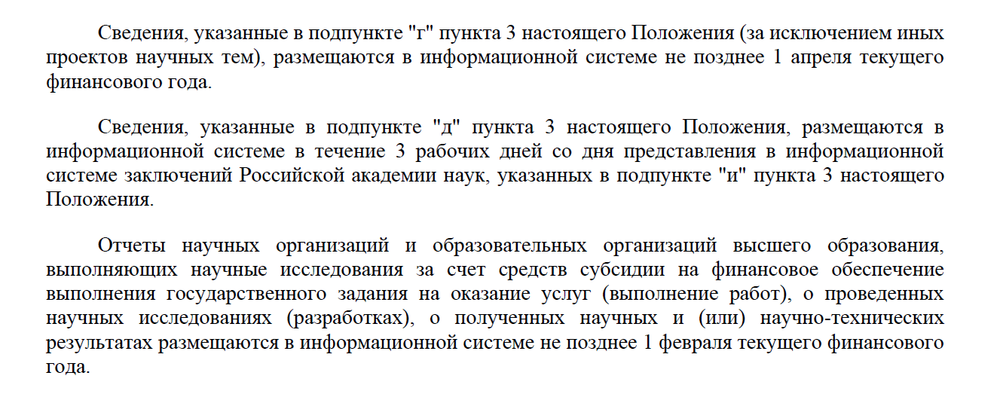 Сведения, указанные в подпункте "г" пункта 3 настоящего Положения (за исключением иных
проектов научных тем), размещаются в информационной системе не позднее 1 апреля текущего
финансового года.
Сведения, указанные в подпункте "д" пункта 3 настоящего Положения, размещаются в
информационной системе в течение 3 рабочих дней со дня представления в информационной
системе заключений Российской академии наук, указанных в подпункте "и" пункта 3 настоящего
Положения.
Отчеты научных организаций и образовательных организаций высшего образования,
выполняющих научные исследования за счет средств субсидии на финансовое обеспечение
выполнения государственного задания на оказание услуг (выполнение работ), о проведенных
научных исследованиях (разработках), о полученных научных и (или) научно-технических
результатах размещаются в информационной системе не позднее 1 февраля текущего финансового
года.